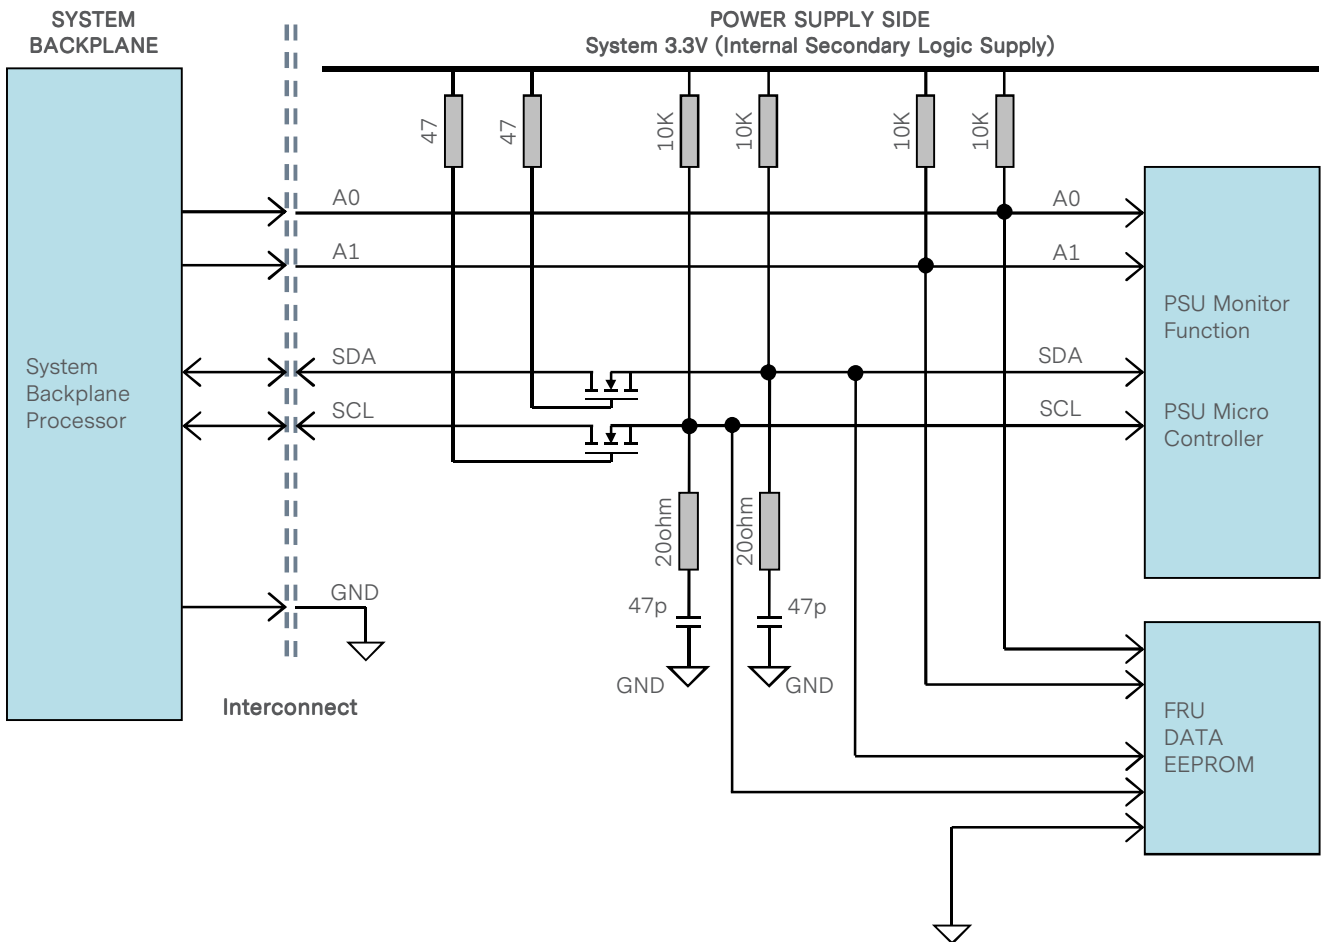 SYSTEM
BACKPLANE
POWER SUPPLY SIDE
System 3.3V (Internal Secondary Logic Supply)
47
47
10K
10K
10K
10K
A0
A0
A1
A1
PSU Monitor
Function
SDA
SDA
System
Backplane
Processor
SCL
SCL
PSU Micro
Controller
20ohm
20ohm
GND
47p
47p
GND
GND
Interconnect
FRU
DATA
EEPROM